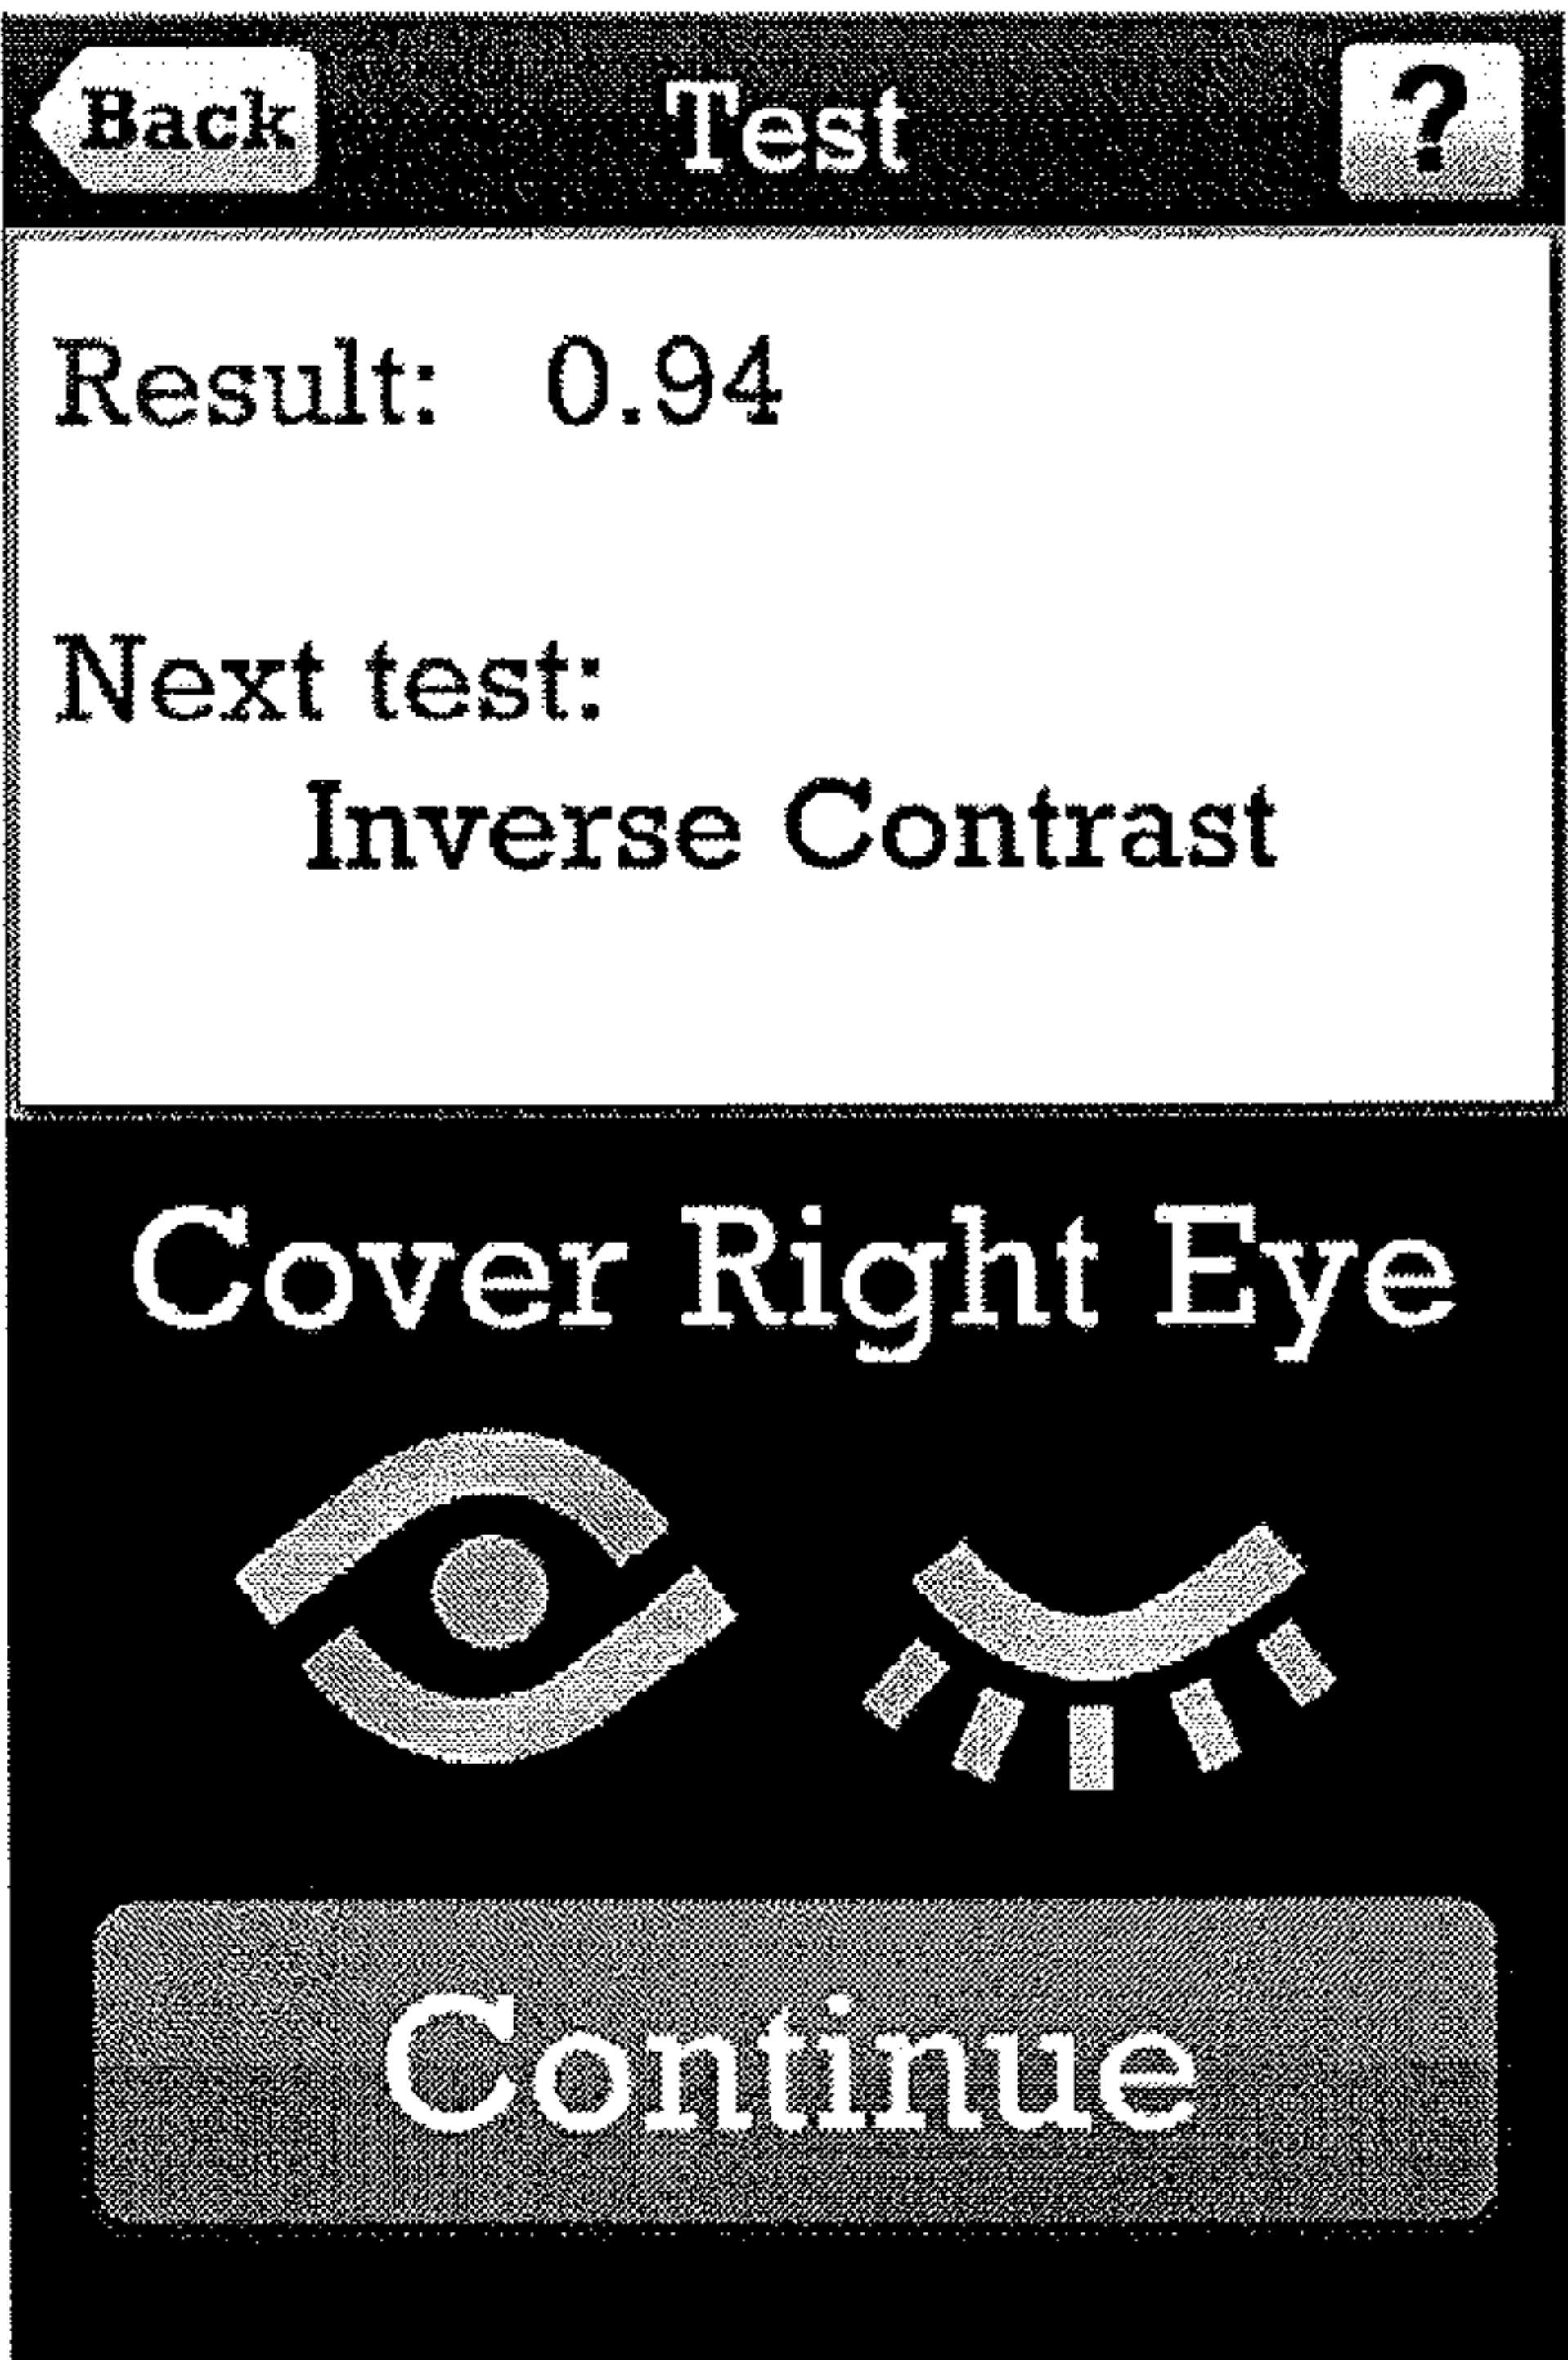 Back Test ?
Result: 0.94
Next test:
Inverse Contrast
Cover Right Eye
Continue